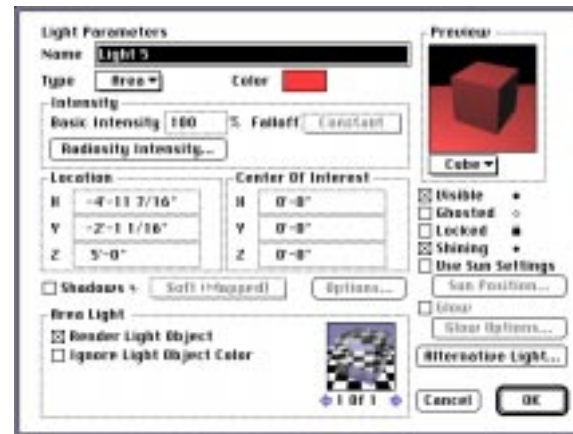 Light Parameters
Name Light 5
Type Area Color
Intensity
Basic Intensity 100 % Falloff Constant
Radiosity Intensity...
Location
X -4'-11 7/16"
Y -2'-1 1/16"
Z 5'-0"
Center Of Interest
X 0'-0"
Y 0'-0"
Z 0'-0"
Shadows Soft (Mapped) Options...
Area Light
Render Light Object
Ignore Light Object Color
1 Of 1
Preview
Cube
Visible
Ghosted
Locked
Shining
Use Sun Settings
Sun Position...
Glow
Glow Options...
Alternative Light...
Cancel OK